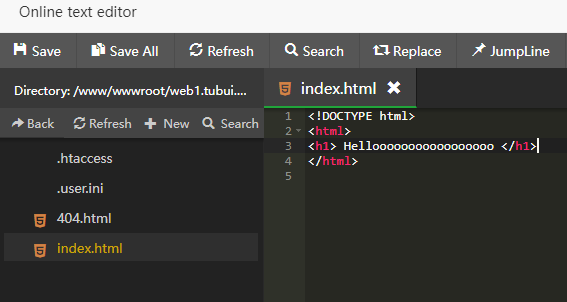 Online text editor
Save Save All Refresh Search Replace JumpLine
Directory: /www/wwwroot/web1.tubui....
index.html
Back Refresh New Search
.htaccess
.user.ini
404.html
index.html
1 <!DOCTYPE html>
2 <html>
3 <h1> Hellooooooooooooooooo </h1>
4 </html>
5